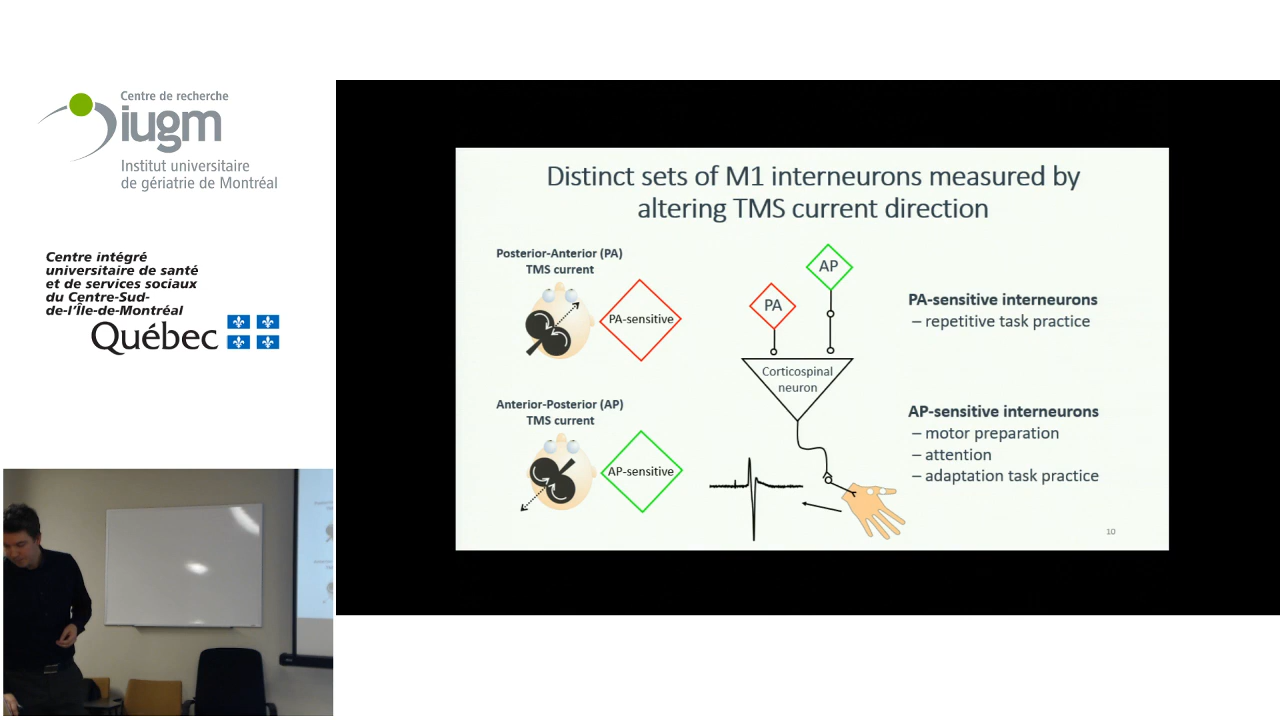 Centre de recherche
iugm
Institut universitaire
de gériatrie de Montréal
Centre intégré
universitaire de santé
et de services sociaux
du Centre-Sud-
de-l'Île-de-Montréal
Québec
Distinct sets of M1 interneurons measured by
altering TMS current direction
Posterior-Anterior (PA)
TMS current
PA-sensitive
Anterior-Posterior (AP)
TMS current
AP-sensitive
AP
PA
Corticospinal
neuron
PA-sensitive interneurons
– repetitive task practice
AP-sensitive interneurons
– motor preparation
– attention
– adaptation task practice
10